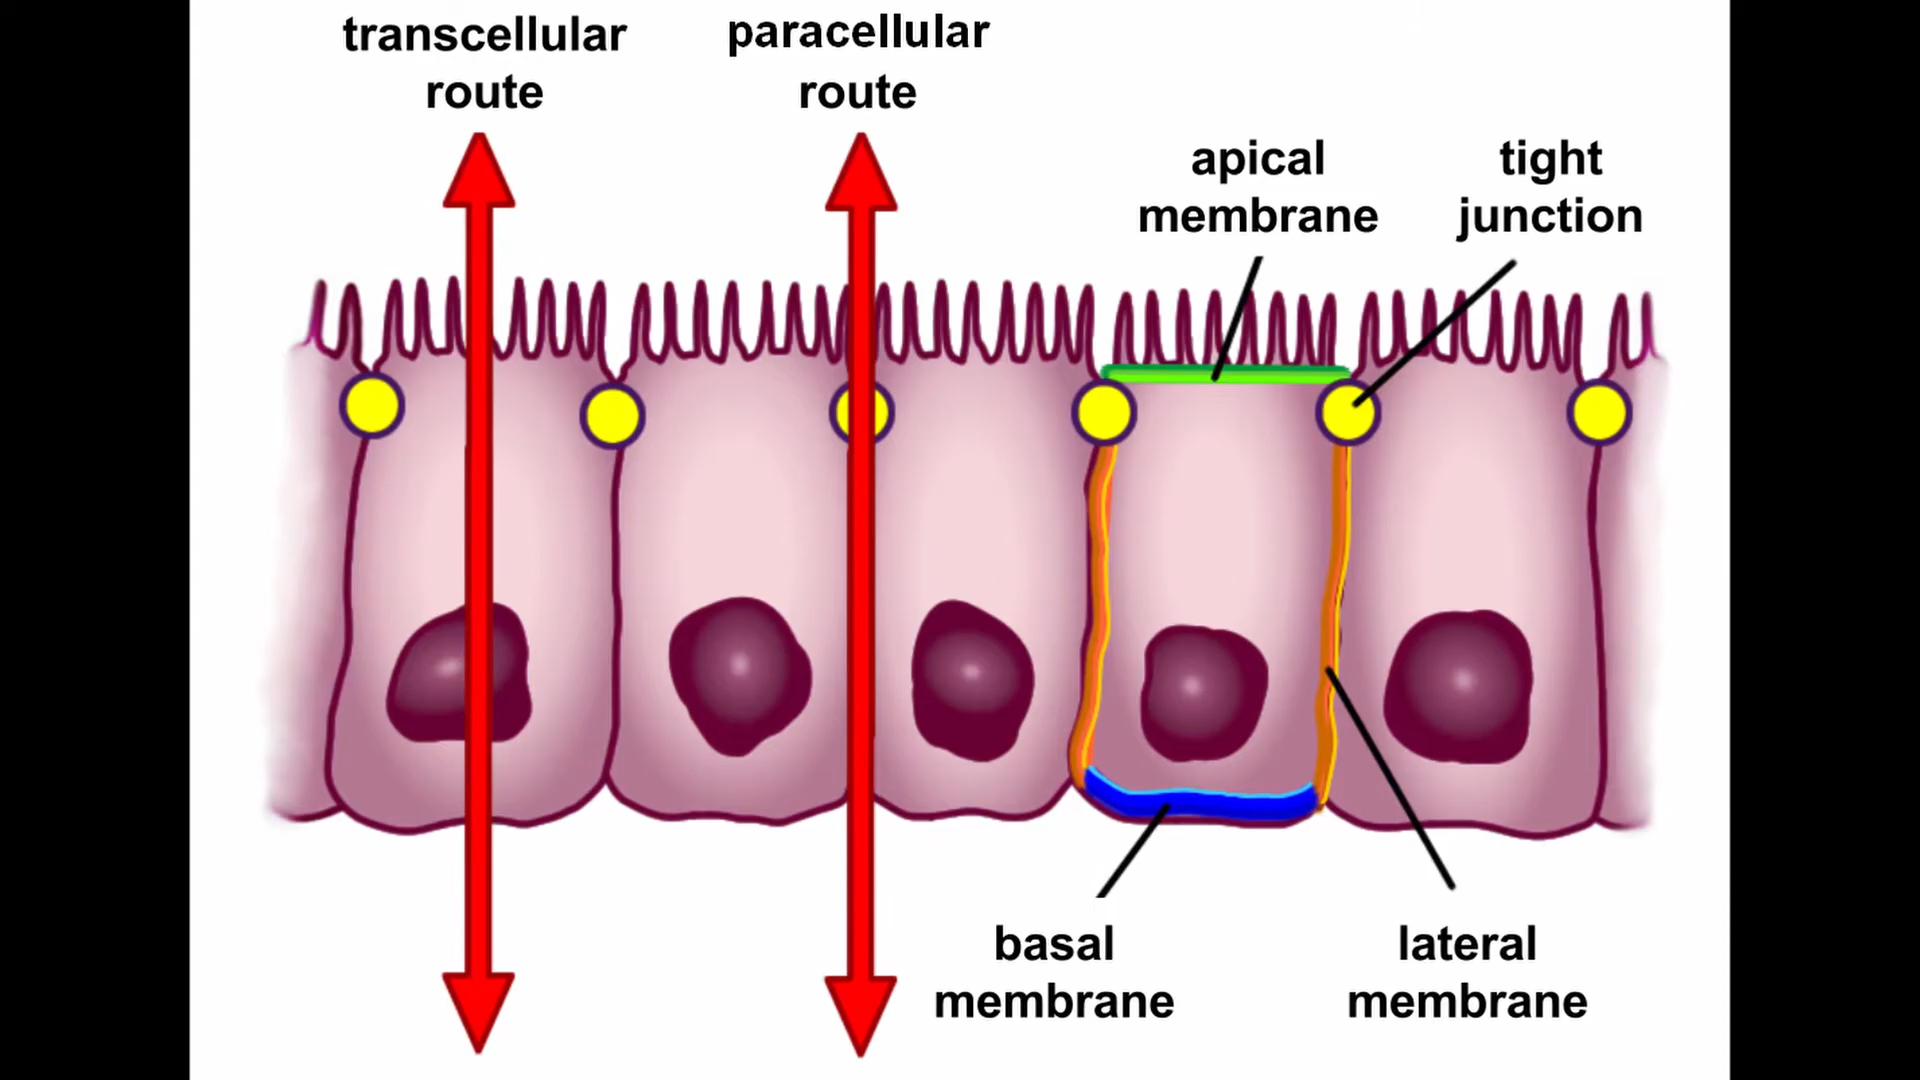 transcellular
route
paracellular
route
apical
membrane
tight
junction
basal
membrane
lateral
membrane